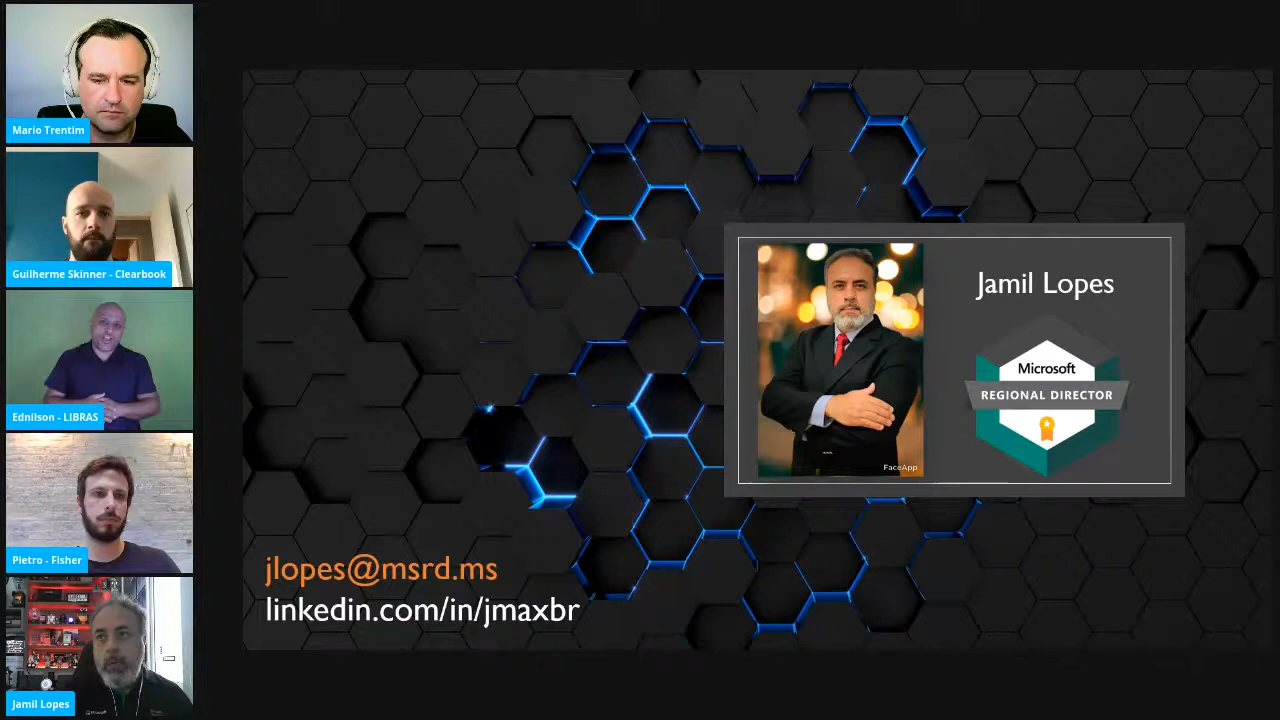 Mario Trentim
Guilherme Skinner - Clearbook
Ednilson - LIBRAS
Pietro - Fisher
Jamil Lopes
Jamil Lopes
Microsoft
REGIONAL DIRECTOR
FaceApp
jlopes@msrd.ms
linkedin.com/in/jmaxbr